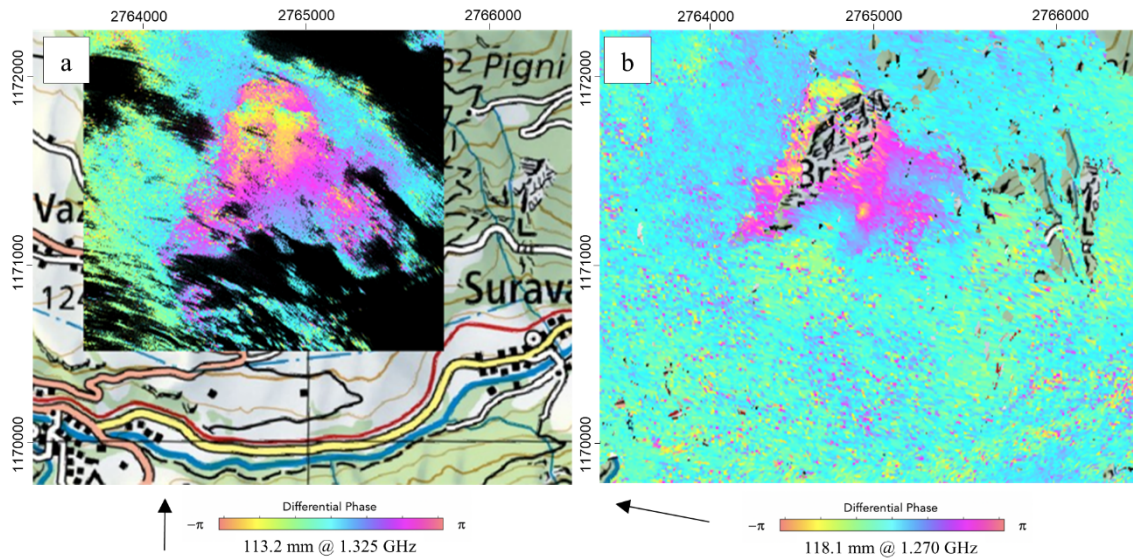 2764000 2765000 2766000
2764000 2765000 2766000
a
b
52 Pigni
1172000
1172000
Vaz
Br
1171000
1171000
124
Surava
1170000
1170000
Differential Phase
−π π
113.2 mm @ 1.325 GHz
Differential Phase
−π π
118.1 mm @ 1.270 GHz